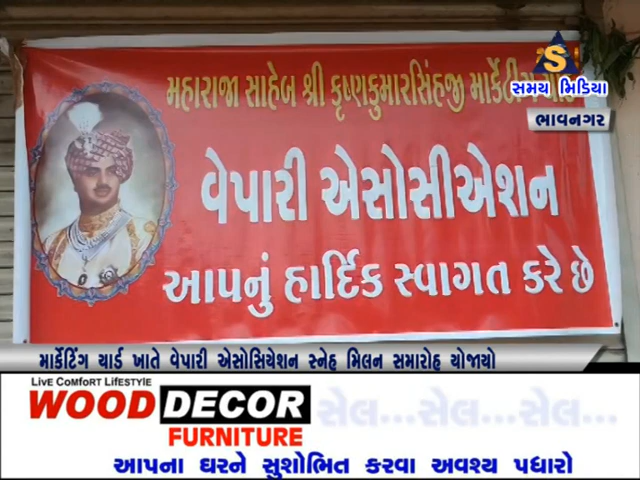 મહારાજા સાહેબ શ્રી કૃષ્ણકુમારસિંહજી માર્કેટીંગ યાર્ડ
S
સમય મિડિયા
ભાવનગર
વેપારી એસોસીએશન
આપનું હાર્દિક સ્વાગત કરે છે
માર્કેટિંગ યાર્ડ ખાતે વેપારી એસોસિયેશન સ્નેહ મિલન સમારોહ યોજાયો
LIVE COMFORT LIFESTYLE
WOOD DECOR
FURNITURE
સેલ...સેલ...સેલ...
આપના ઘરને સુશોભિત કરવા અવશ્ય પધારો